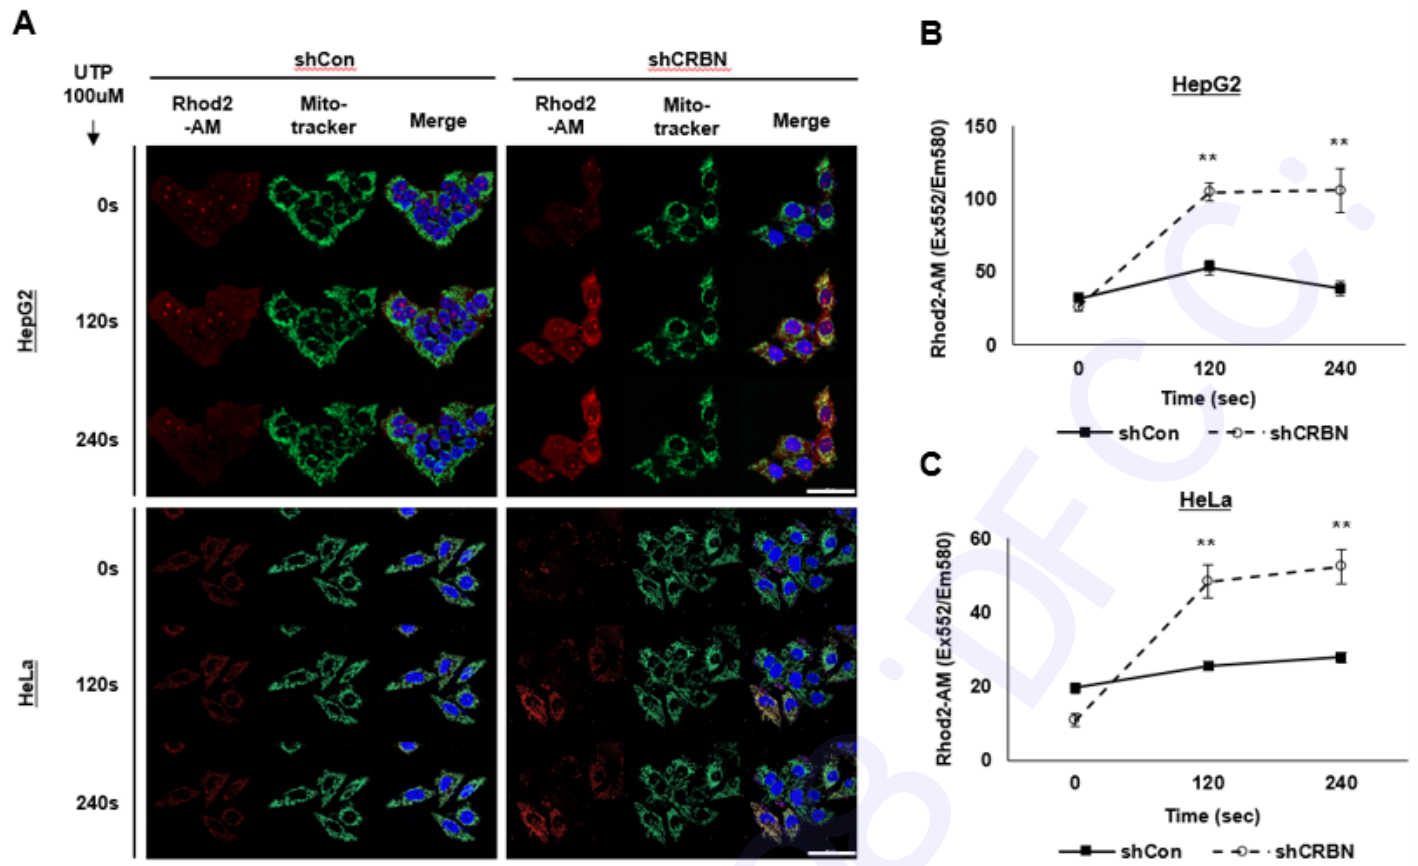 A
UTP
100uM
shCon
shCRBN
Rhod2
-AM
Mito-
tracker
Merge
Rhod2
-AM
Mito-
tracker
Merge
HepG2
0s
120s
240s
HeLa
0s
120s
240s
B
HepG2
Rhod2-AM (Ex552/Em580)
150
100
50
0
**
**
0
120
240
Time (sec)
shCon
shCRBN
C
HeLa
Rhod2-AM (Ex552/Em580)
60
40
20
0
**
**
0
120
240
Time (sec)
shCon
shCRBN